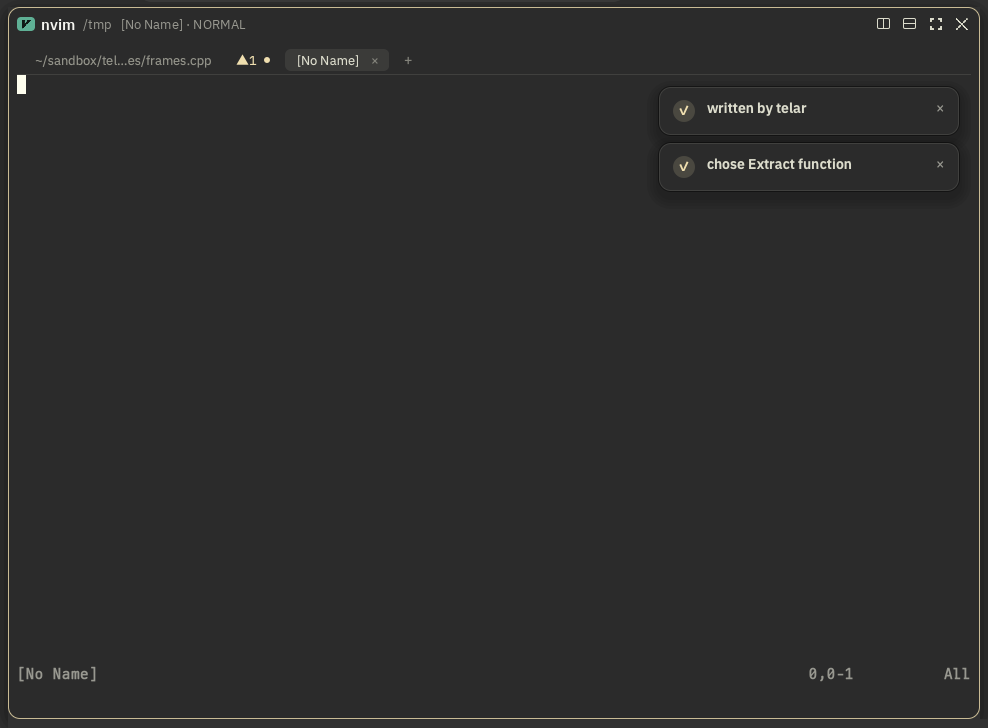 nvim /tmp [No Name] · NORMAL
~/sandbox/tel...es/frames.cpp ▲1 ● [No Name] × +
written by telar ×
chose Extract function ×
[No Name] 0,0-1 All